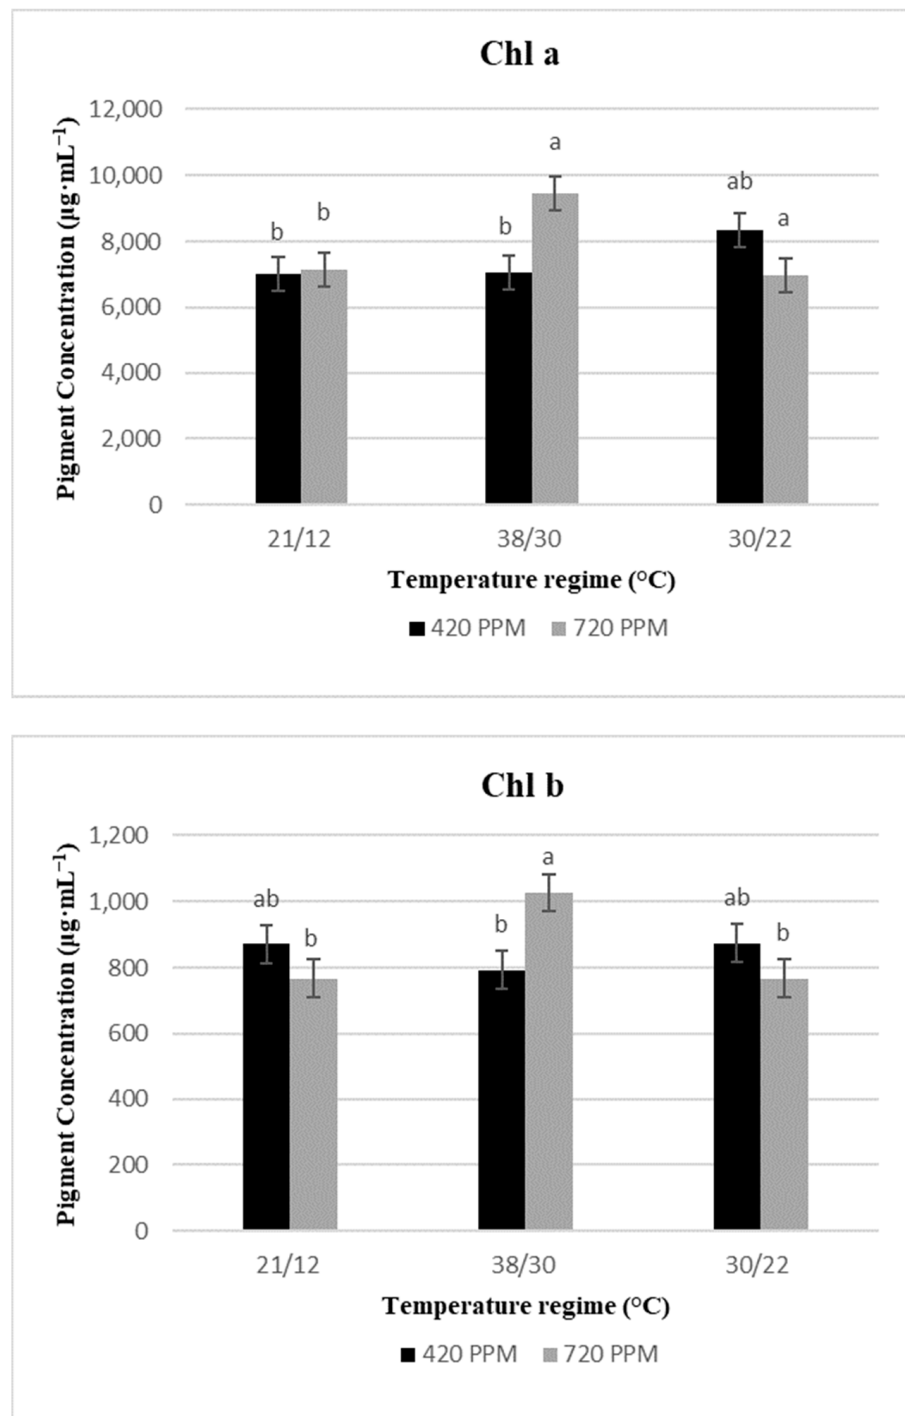 Chl a
Pigment Concentration (µg·mL⁻¹)
12,000
10,000
8,000
6,000
4,000
2,000
0
b
b
b
a
ab
a
21/12
38/30
30/22
Temperature regime (°C)
420 PPM
720 PPM
Chl b
Pigment Concentration (µg·mL⁻¹)
1,200
1,000
800
600
400
200
0
ab
b
b
a
ab
b
21/12
38/30
30/22
Temperature regime (°C)
420 PPM
720 PPM